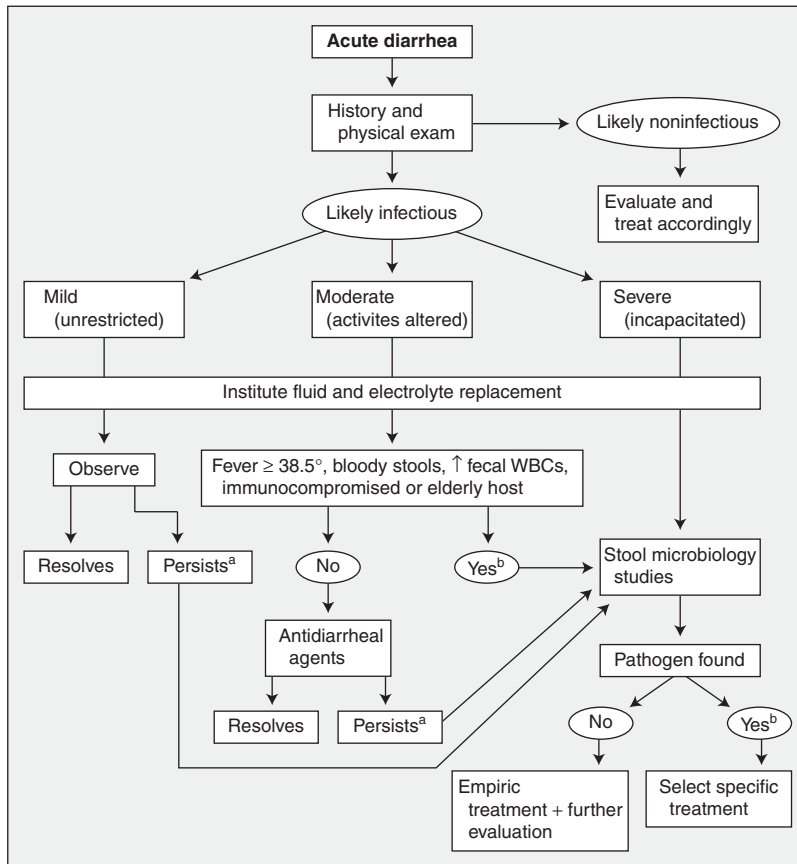 Acute diarrhea
History and
physical exam
Likely noninfectious
Evaluate and
treat accordingly
Likely infectious
Mild
(unrestricted)
Moderate
(activites altered)
Severe
(incapacitated)
Institute fluid and electrolyte replacement
Observe
Fever ≥ 38.5°, bloody stools, ↑ fecal WBCs,
immunocompromised or elderly host
Resolves
Persistsᵃ
No
Yesᵇ
Stool microbiology
studies
Antidiarrheal
agents
Pathogen found
Resolves
Persistsᵃ
No
Yesᵇ
Empiric
treatment + further
evaluation
Select specific
treatment